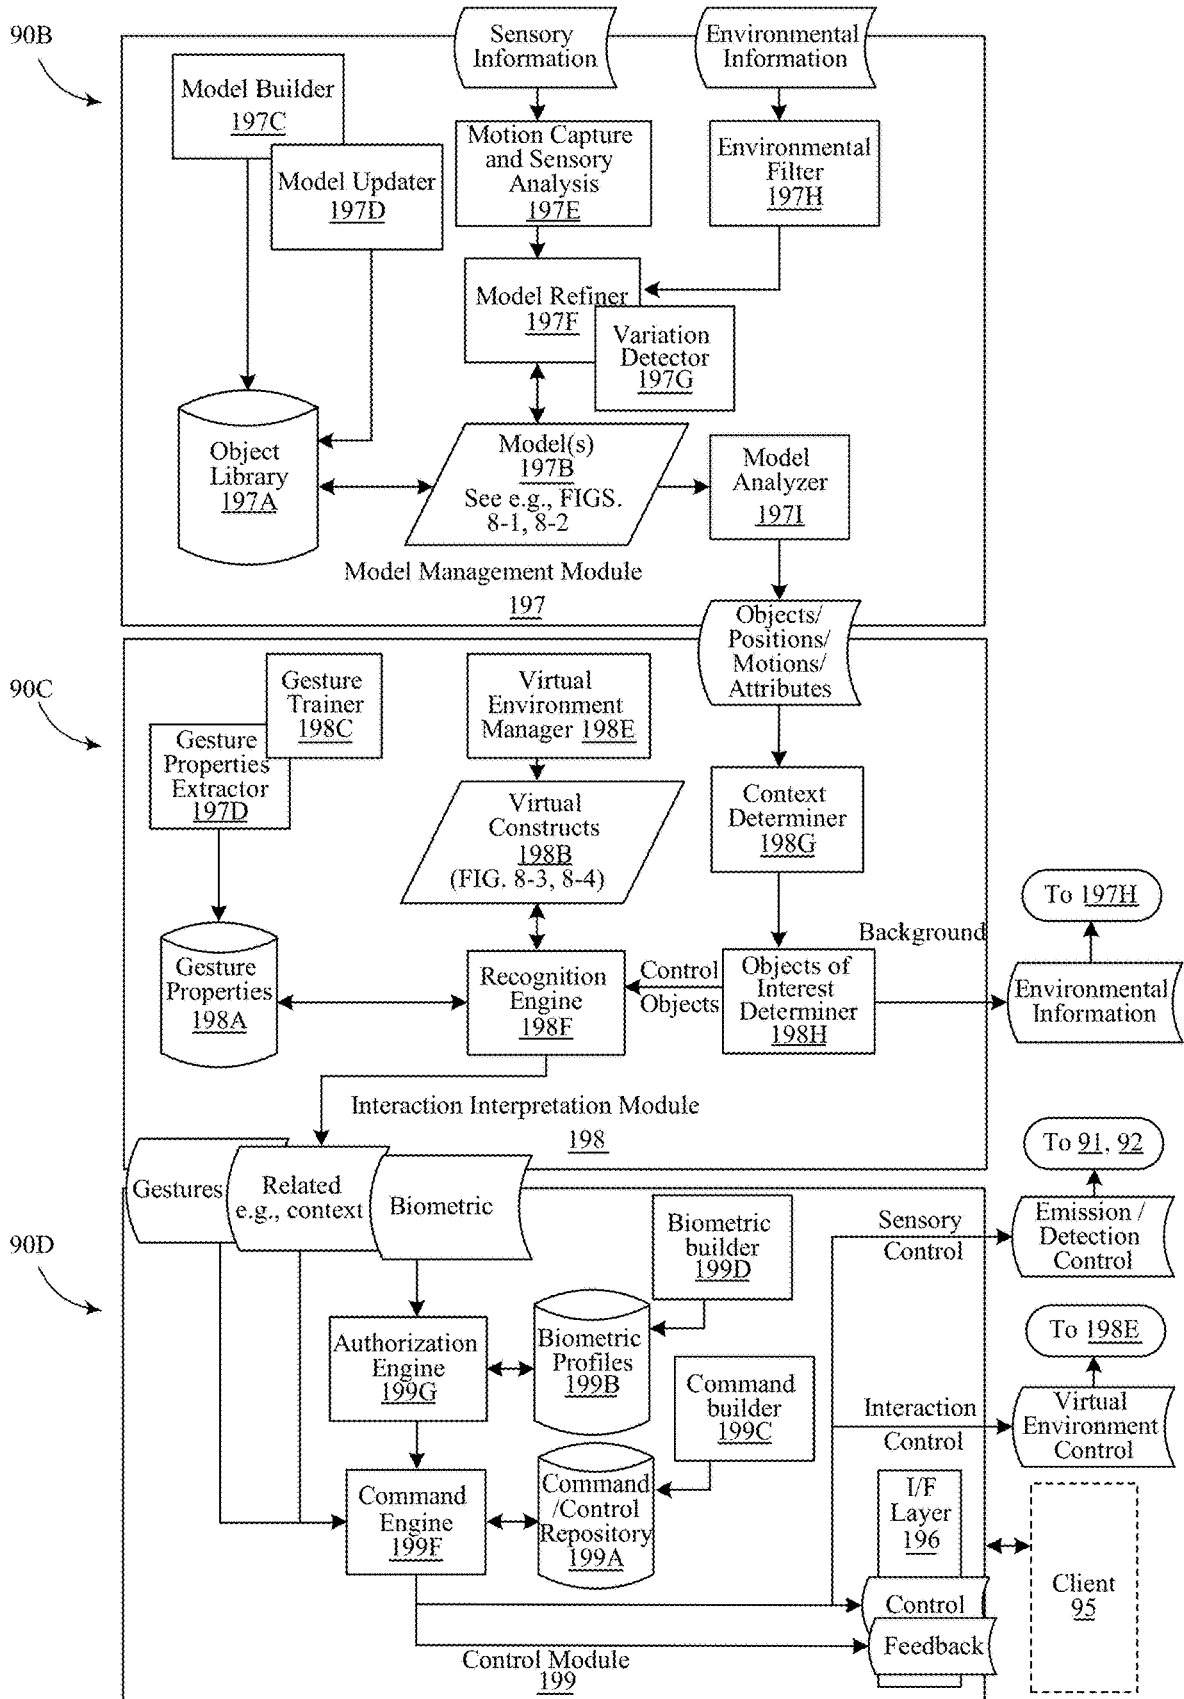 90B
Sensory
Information
Environmental
Information
Model Builder
197C
Model Updater
197D
Motion Capture
and Sensory
Analysis
197E
Environmental
Filter
197H
Model Refiner
197F
Variation
Detector
197G
Object
Library
197A
Model(s)
197B
See e.g., FIGS.
8-1, 8-2
Model
Analyzer
197I
Model Management Module
197
Objects/
Positions/
Motions/
Attributes
90C
Gesture
Trainer
198C
Gesture
Properties
Extractor
197D
Virtual
Environment
Manager 198E
Virtual
Constructs
198B
(FIG. 8-3, 8-4)
Context
Determiner
198G
To 197H
Background
Gesture
Properties
198A
Recognition
Engine
198F
Control
Objects
Objects of
Interest
Determiner
198H
Environmental
Information
Interaction Interpretation Module
198
To 91, 92
Gestures
Related
e.g., context
Biometric
90D
Biometric
builder
199D
Sensory
Control
Emission /
Detection
Control
Authorization
Engine
199G
Biometric
Profiles
199B
To 198E
Command
builder
199C
Interaction
Control
Virtual
Environment
Control
Command
Engine
199F
Command
/Control
Repository
199A
I/F
Layer
196
Client
95
Control
Feedback
Control Module
199